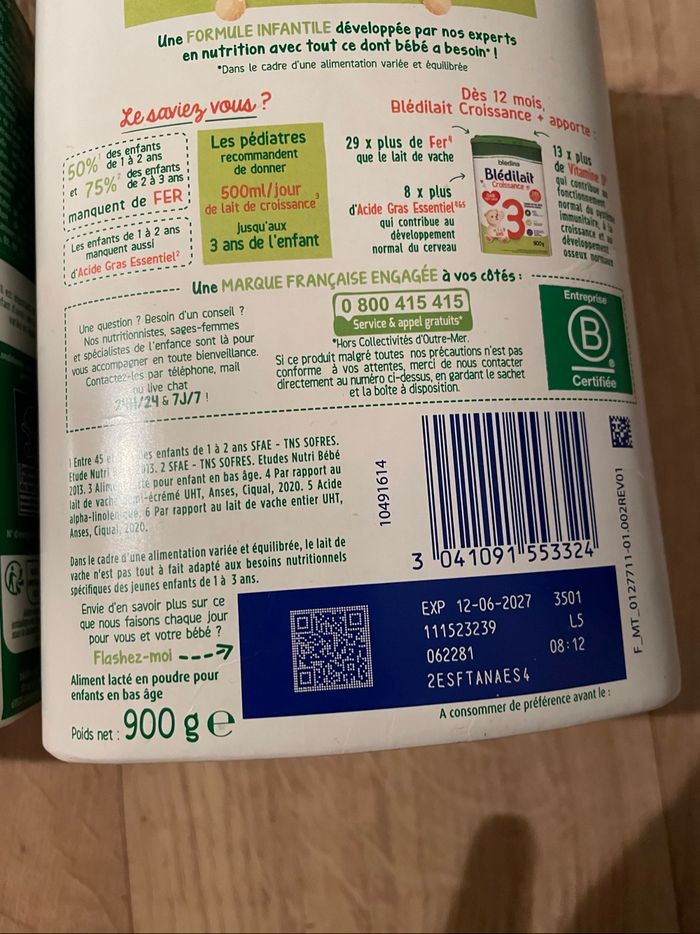 Une FORMULE INFANTILE développée par nos experts
en nutrition avec tout ce dont bébé a besoin* !
*Dans le cadre d'une alimentation variée et équilibrée
Le saviez vous ?
50%¹ des enfants
de 1 à 2 ans
et 75%² des enfants
de 2 à 3 ans
manquent de FER
Les enfants de 1 à 2 ans
manquent aussi
d'Acide Gras Essentiel²
Les pédiatres
recommandent
de donner
500ml/jour
de lait de croissance³
jusqu'aux
3 ans de l'enfant
Dès 12 mois,
Blédilait Croissance + apporte :
29 x plus de Fer⁴
que le lait de vache
8 x plus
d'Acide Gras Essentiel⁵
qui contribue au
développement
normal du cerveau
blédina
Blédilait
Croissance +
3
900g
13 x plus
de Vitamine D
qui contribue au
fonctionnement
normal du système
immunitaire, à la
croissance et au
développement
osseux normaux
Une MARQUE FRANÇAISE ENGAGÉE à vos côtés :
Une question ? Besoin d'un conseil ?
Nos nutritionnistes, sages-femmes
et spécialistes de l'enfance sont là pour
vous accompagner en toute bienveillance.
Contactez-les par téléphone, mail
ou live chat
24H/24 & 7J/7 !
0 800 415 415
Service & appel gratuits*
*Hors Collectivités d'Outre-Mer.
Si ce produit malgré toutes nos précautions n'est pas
conforme à vos attentes, merci de nous contacter
directement au numéro ci-dessus, en gardant le sachet
et la boîte à disposition.
Entreprise
B
Certifiée
1 Entre 45 e es enfants de 1 à 2 ans SFAE - TNS SOFRES.
Etude Nutri 013. 2 SFAE - TNS SOFRES. Etudes Nutri Bébé
2013. 3 Alim té pour enfant en bas âge. 4 Par rapport au
lait de vache mi-écrémé UHT, Anses, Ciqual, 2020. 5 Acide
alpha-linolénique. 6 Par rapport au lait de vache entier UHT,
Anses, Ciqual, 2020.
Dans le cadre d'une alimentation variée et équilibrée, le lait de
vache n'est pas tout à fait adapté aux besoins nutritionnels
spécifiques des jeunes enfants de 1 à 3 ans.
Envie d'en savoir plus sur ce
que nous faisons chaque jour
pour vous et votre bébé ?
Flashez-moi
Aliment lacté en poudre pour
enfants en bas âge
Poids net : 900 g e
10491614
3 041091 553324
F_MT_0127711-01.002REV01
EXP 12-06-2027 3501
111523239 LS
062281 08:12
2ESFTANAES4
A consommer de préférence avant le :